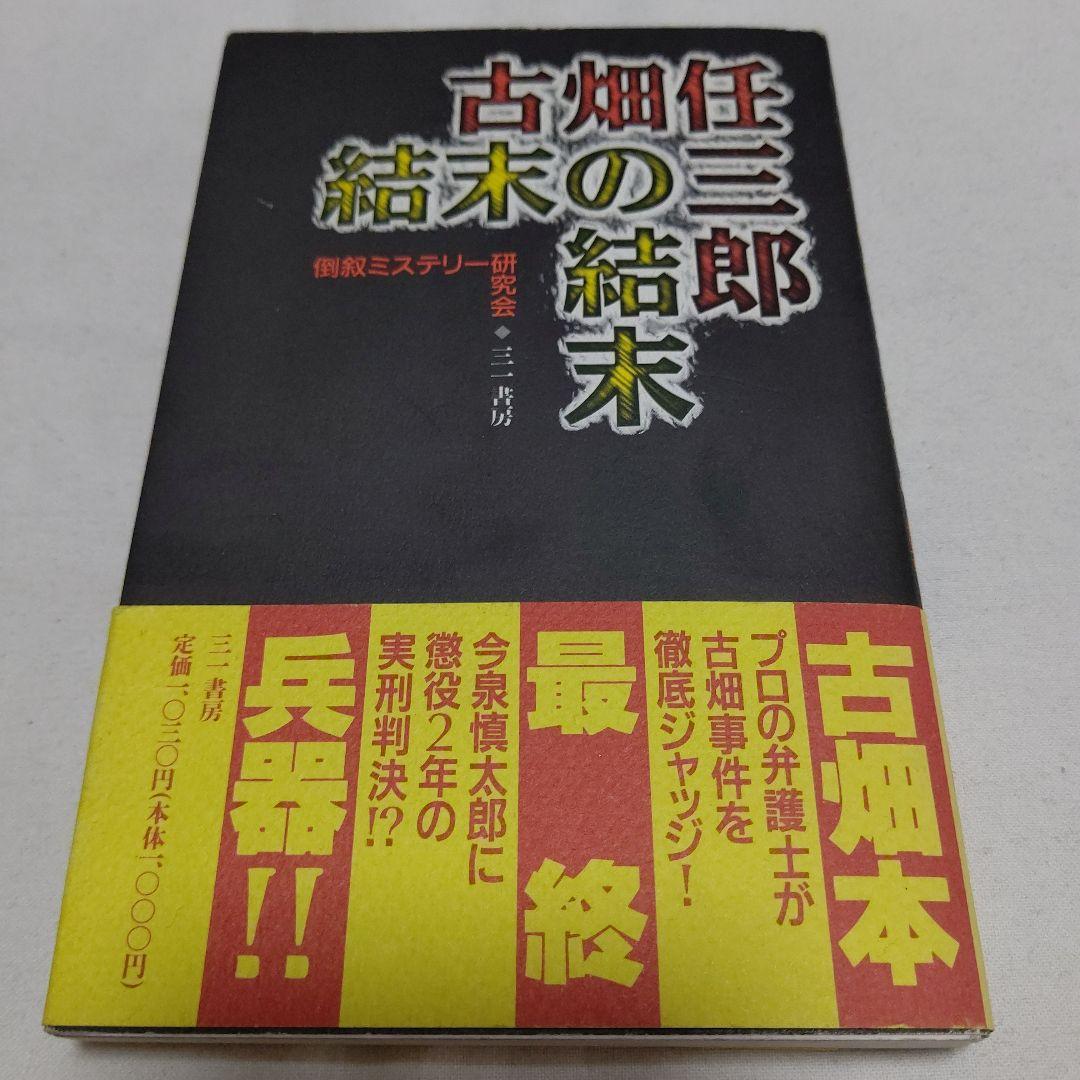 古畑任三郎
結末の結末
倒叙ミステリー研究会◆三一書房
古畑本
プロの弁護士が
古畑事件を
徹底ジャッジ!
最終
今泉慎太郎に
懲役2年の
実刑判決!?
兵器!!
三一書房
定価一、〇三〇円(本体一、〇〇〇円)